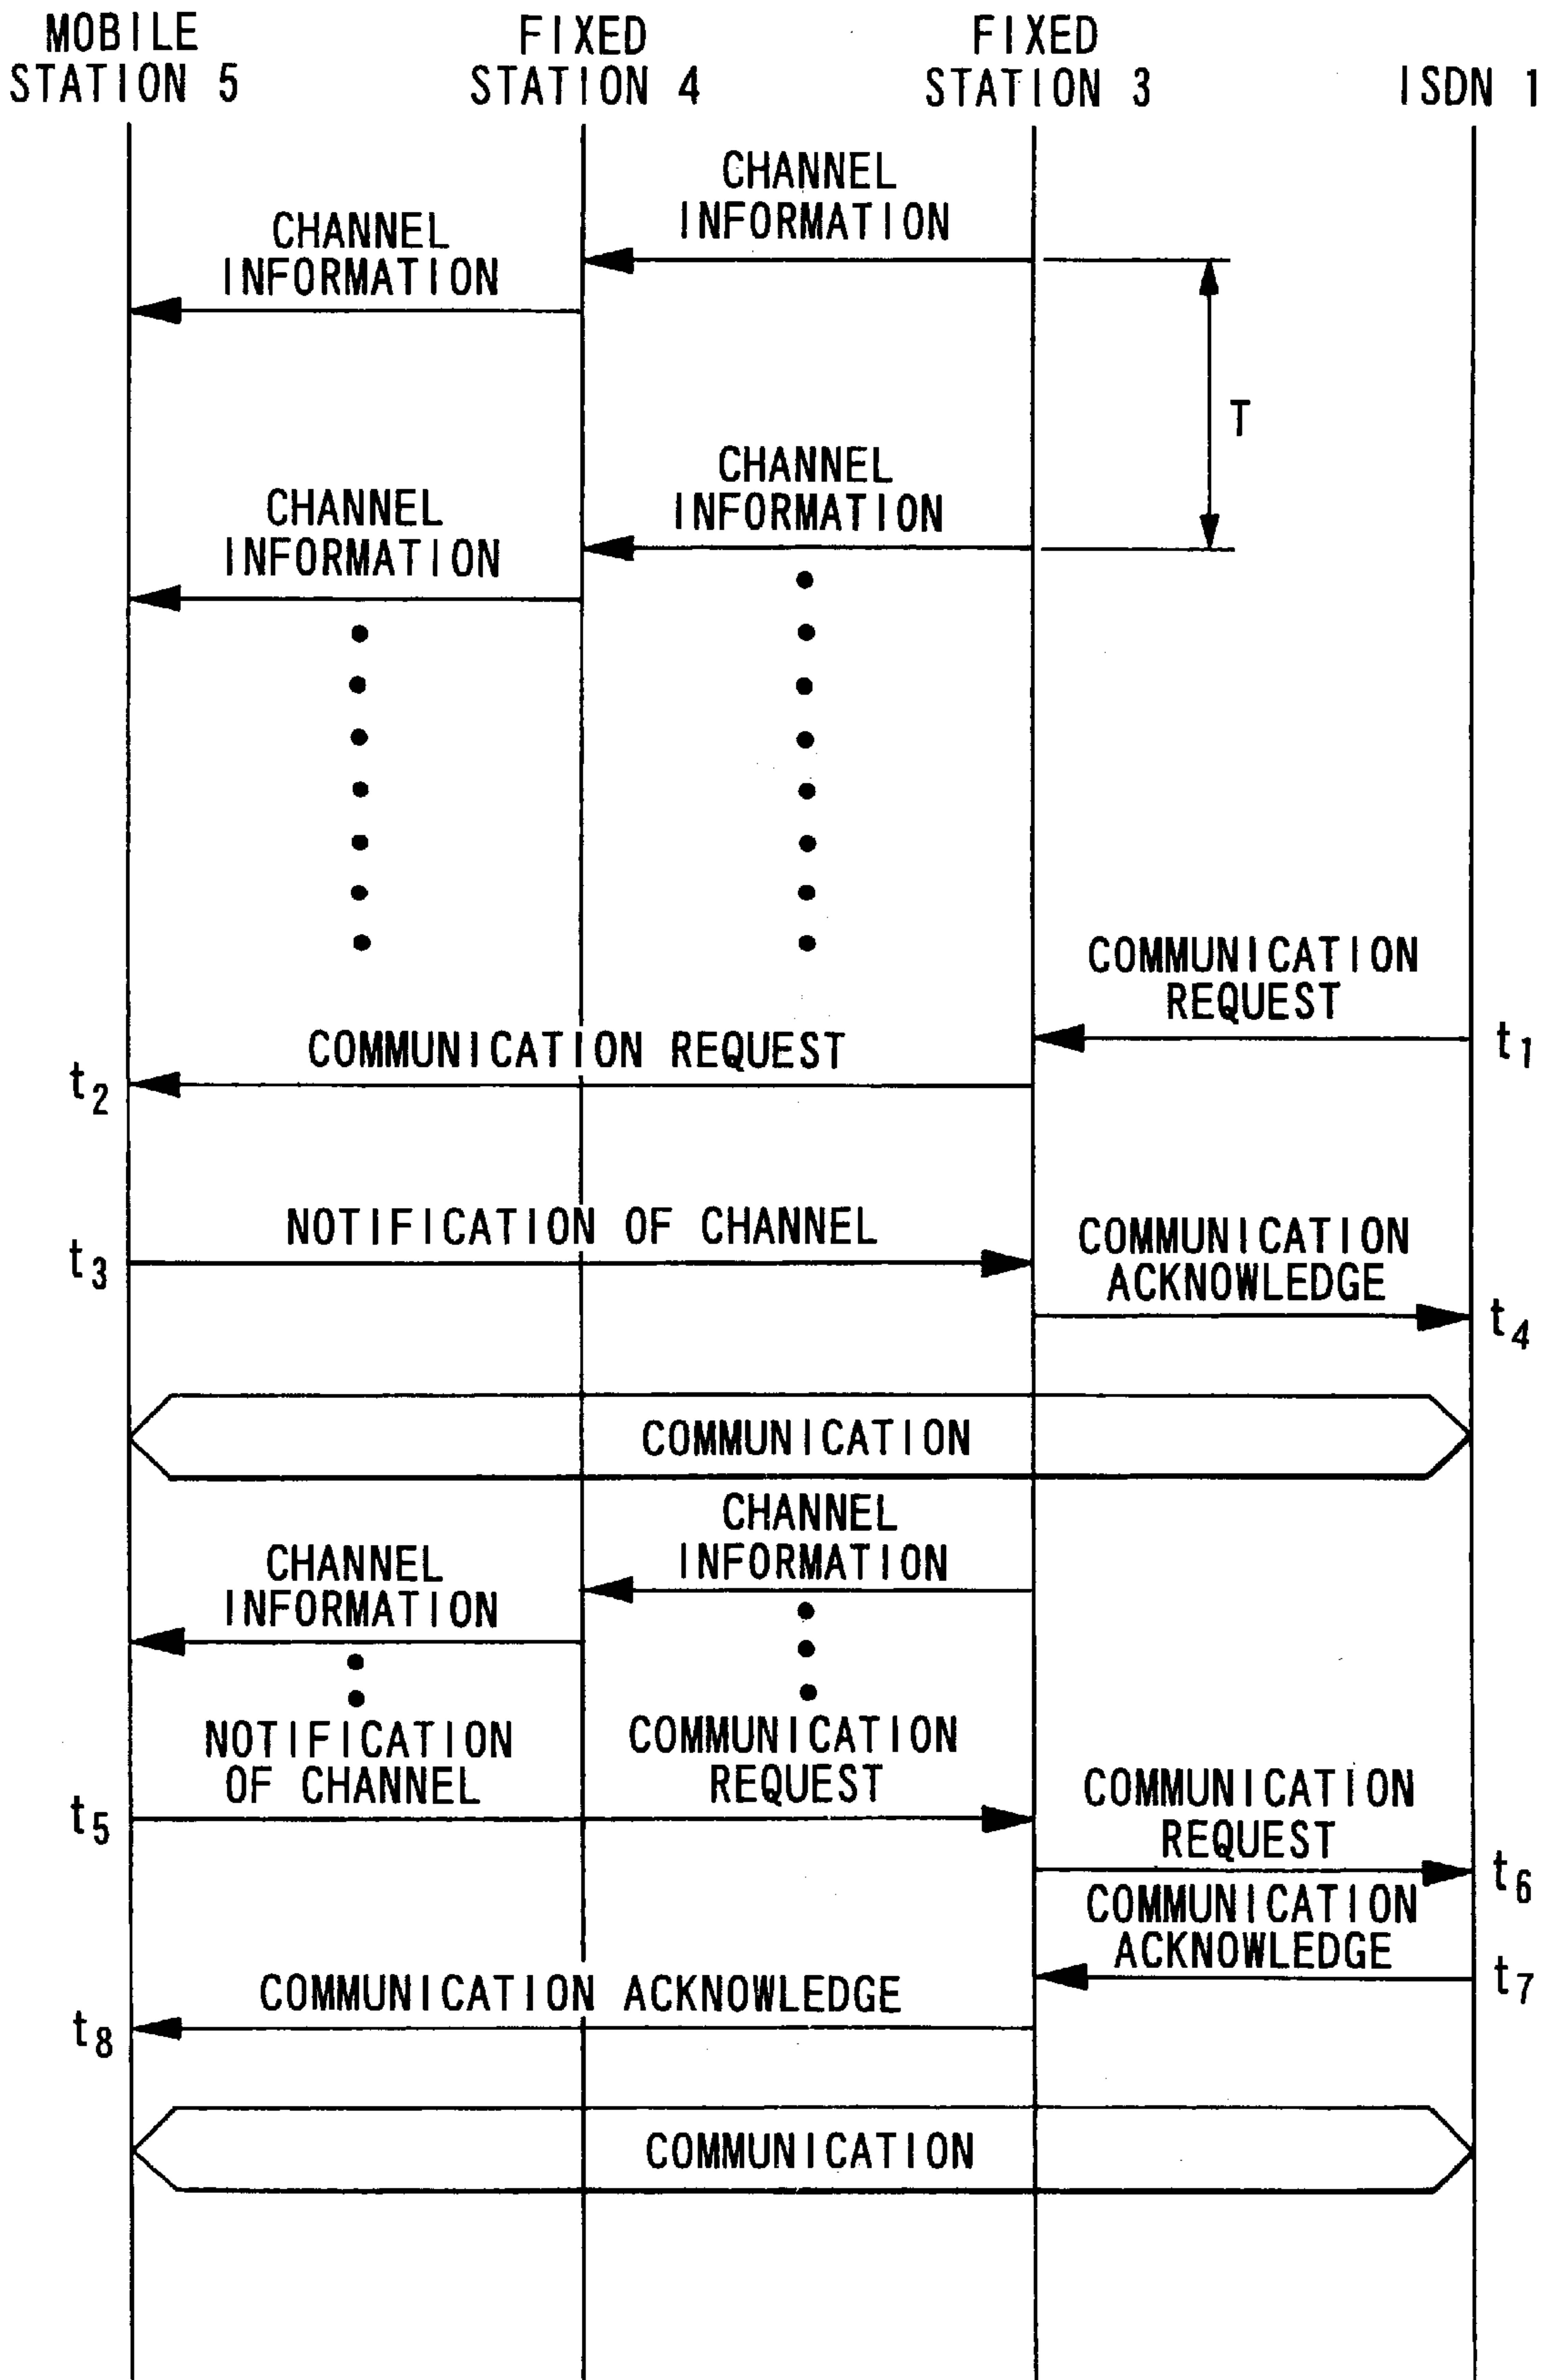 MOBILE
STATION 5
FIXED
STATION 4
FIXED
STATION 3
ISDN 1
CHANNEL
INFORMATION
CHANNEL
INFORMATION
T
CHANNEL
INFORMATION
CHANNEL
INFORMATION
COMMUNICATION
REQUEST
t1
COMMUNICATION REQUEST
t2
NOTIFICATION OF CHANNEL
t3
COMMUNICATION
ACKNOWLEDGE
t4
COMMUNICATION
CHANNEL
INFORMATION
CHANNEL
INFORMATION
NOTIFICATION
OF CHANNEL
COMMUNICATION
REQUEST
t5
COMMUNICATION
REQUEST
t6
COMMUNICATION
ACKNOWLEDGE
t7
COMMUNICATION ACKNOWLEDGE
t8
COMMUNICATION